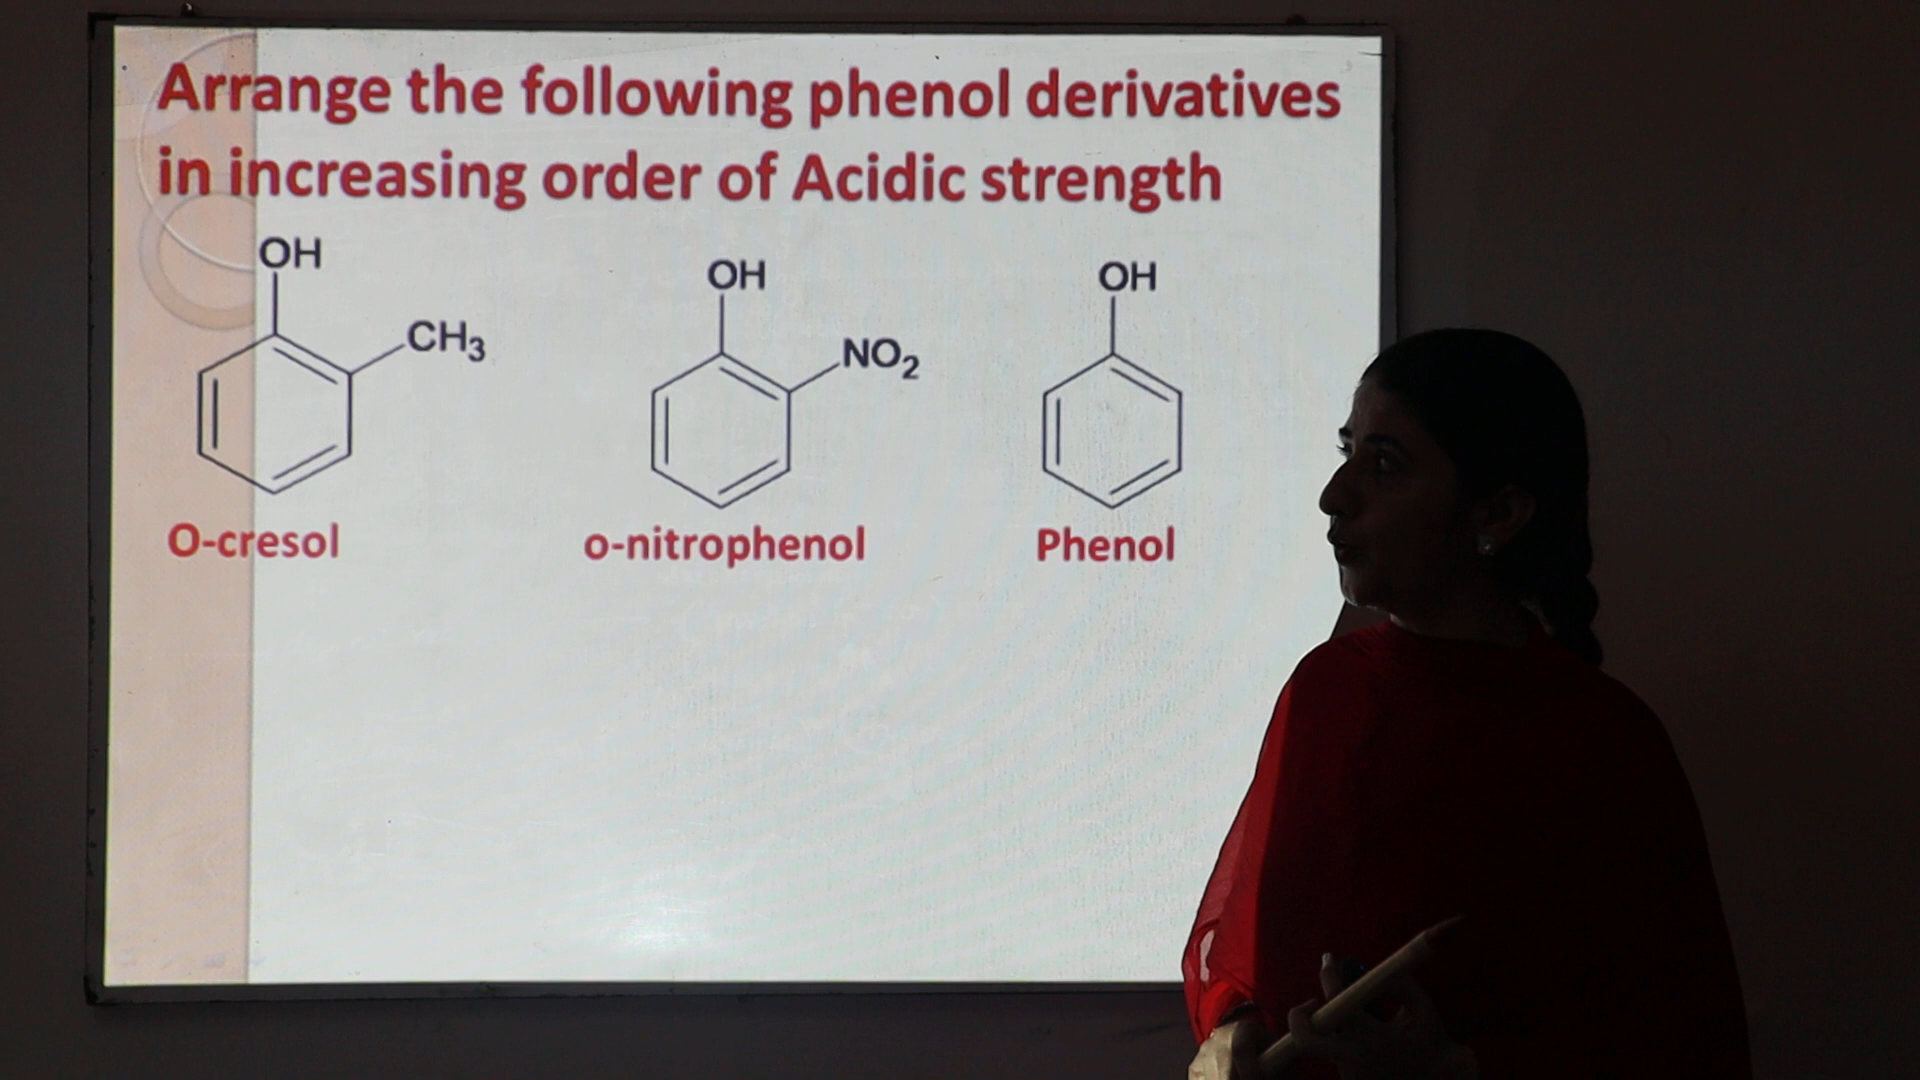 Arrange the following phenol derivatives
in increasing order of Acidic strength
OH
CH3
O-cresol
OH
NO2
o-nitrophenol
OH
Phenol